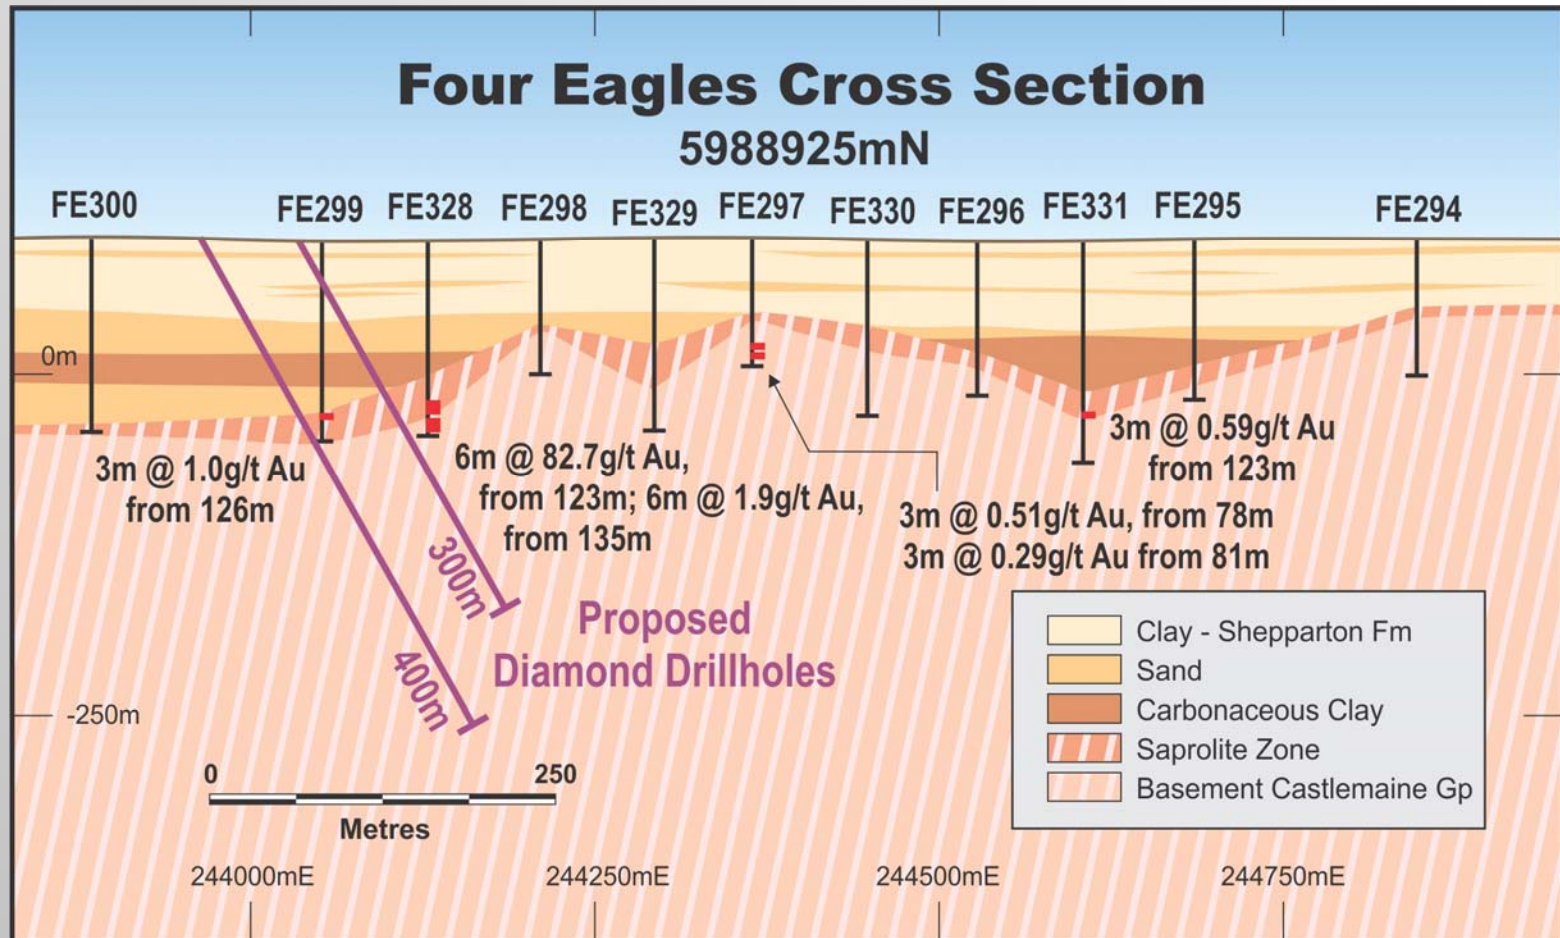 Four Eagles Cross Section
5988925mN
FE300
FE299
FE328
FE298
FE329
FE297
FE330
FE296
FE331
FE295
FE294
0m
3m @ 1.0g/t Au
from 126m
6m @ 82.7g/t Au,
from 123m; 6m @ 1.9g/t Au,
from 135m
3m @ 0.51g/t Au, from 78m
3m @ 0.29g/t Au from 81m
3m @ 0.59g/t Au
from 123m
300m
400m
Proposed
Diamond Drillholes
-250m
0
250
Metres
Clay - Shepparton Fm
Sand
Carbonaceous Clay
Saprolite Zone
Basement Castlemaine Gp
244000mE
244250mE
244500mE
244750mE